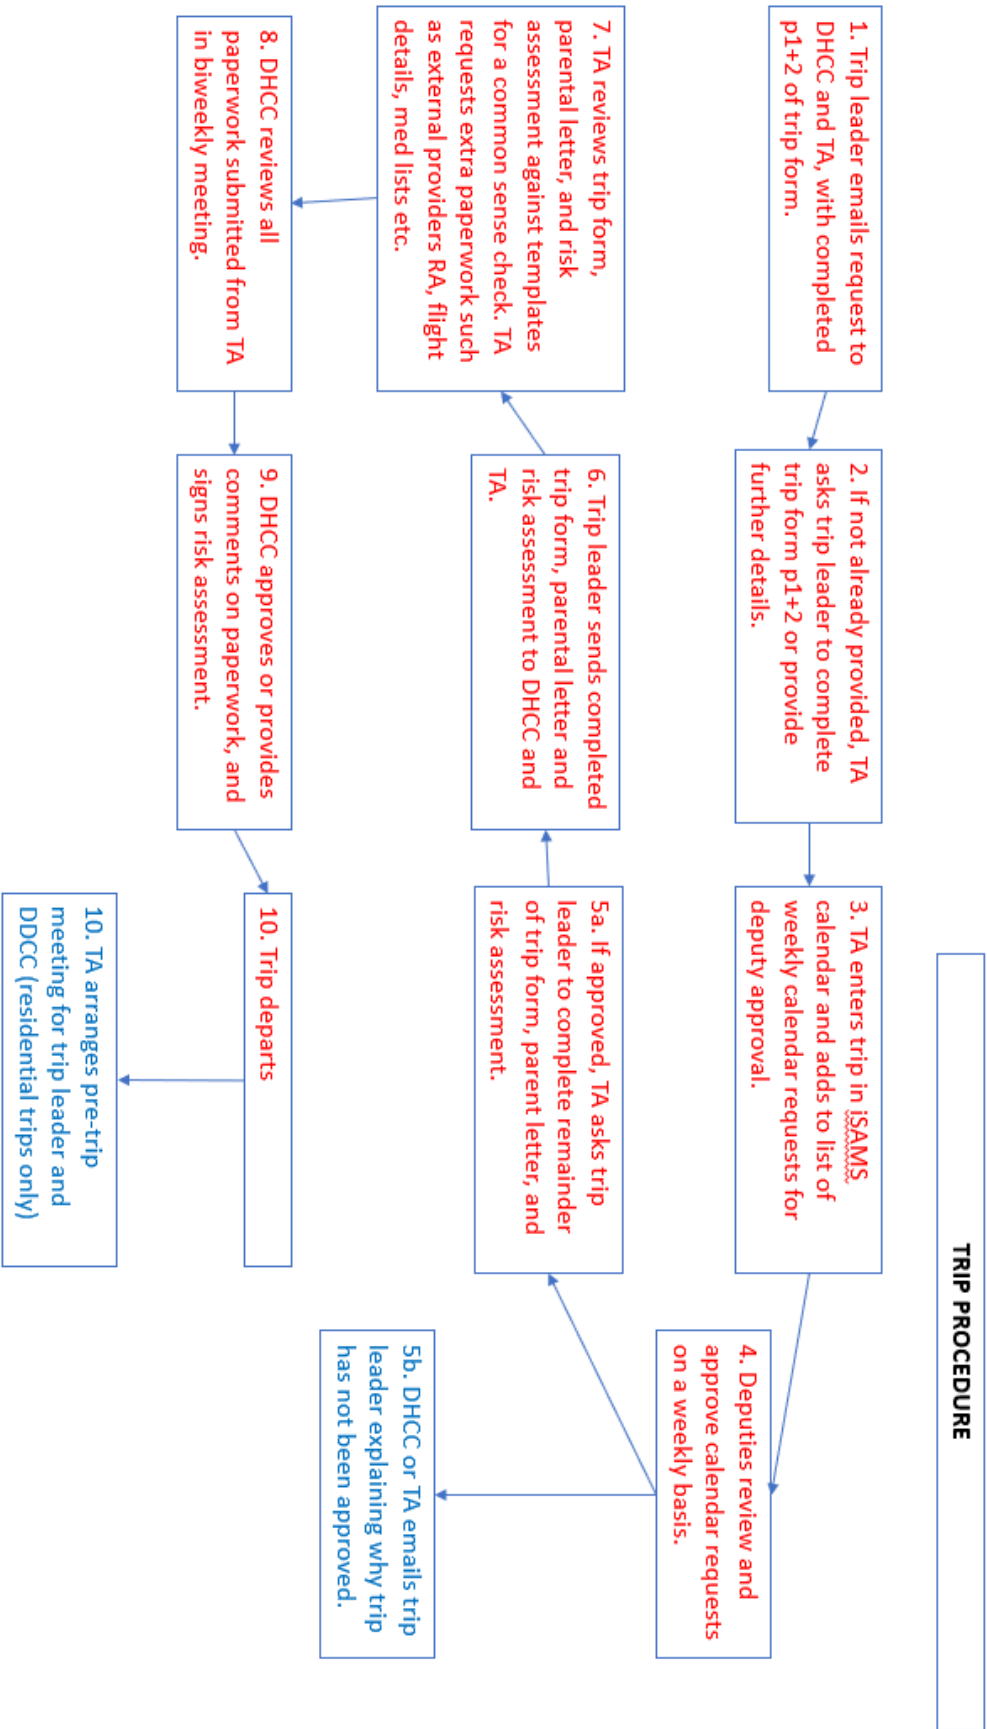 TRIP PROCEDURE
1. Trip leader emails request to
DHCC and TA, with completed
p1+2 of trip form.
2. If not already provided, TA
asks trip leader to complete
trip form p1+2 or provide
further details.
3. TA enters trip in iSAMS
calendar and adds to list of
weekly calendar requests for
deputy approval.
4. Deputies review and
approve calendar requests
on a weekly basis.
5a. If approved, TA asks trip
leader to complete remainder
of trip form, parent letter, and
risk assessment.
5b. DHCC or TA emails trip
leader explaining why trip
has not been approved.
6. Trip leader sends completed
trip form, parental letter and
risk assessment to DHCC and
TA.
7. TA reviews trip form,
parental letter, and risk
assessment against templates
for a common sense check. TA
requests extra paperwork such
as external providers RA, flight
details, med lists etc.
8. DHCC reviews all
paperwork submitted from TA
in biweekly meeting.
9. DHCC approves or provides
comments on paperwork, and
signs risk assessment.
10. Trip departs
10. TA arranges pre-trip
meeting for trip leader and
DDCC (residential trips only)